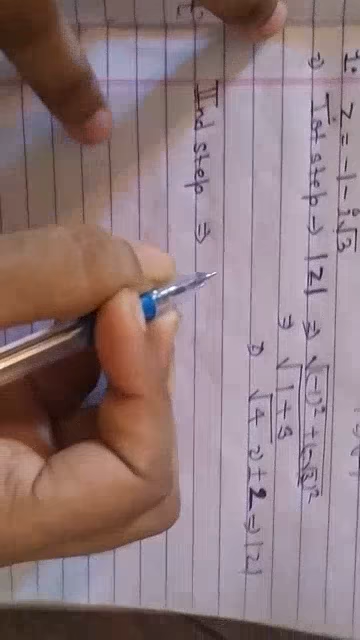 1: z = -1 - i√3
⇒ Ist step → |z| ⇒ √(-1)² + (-√3)²
⇒ √1+3
⇒ √4 ⇒ ± 2 ⇒ |z|
IInd step ⇒